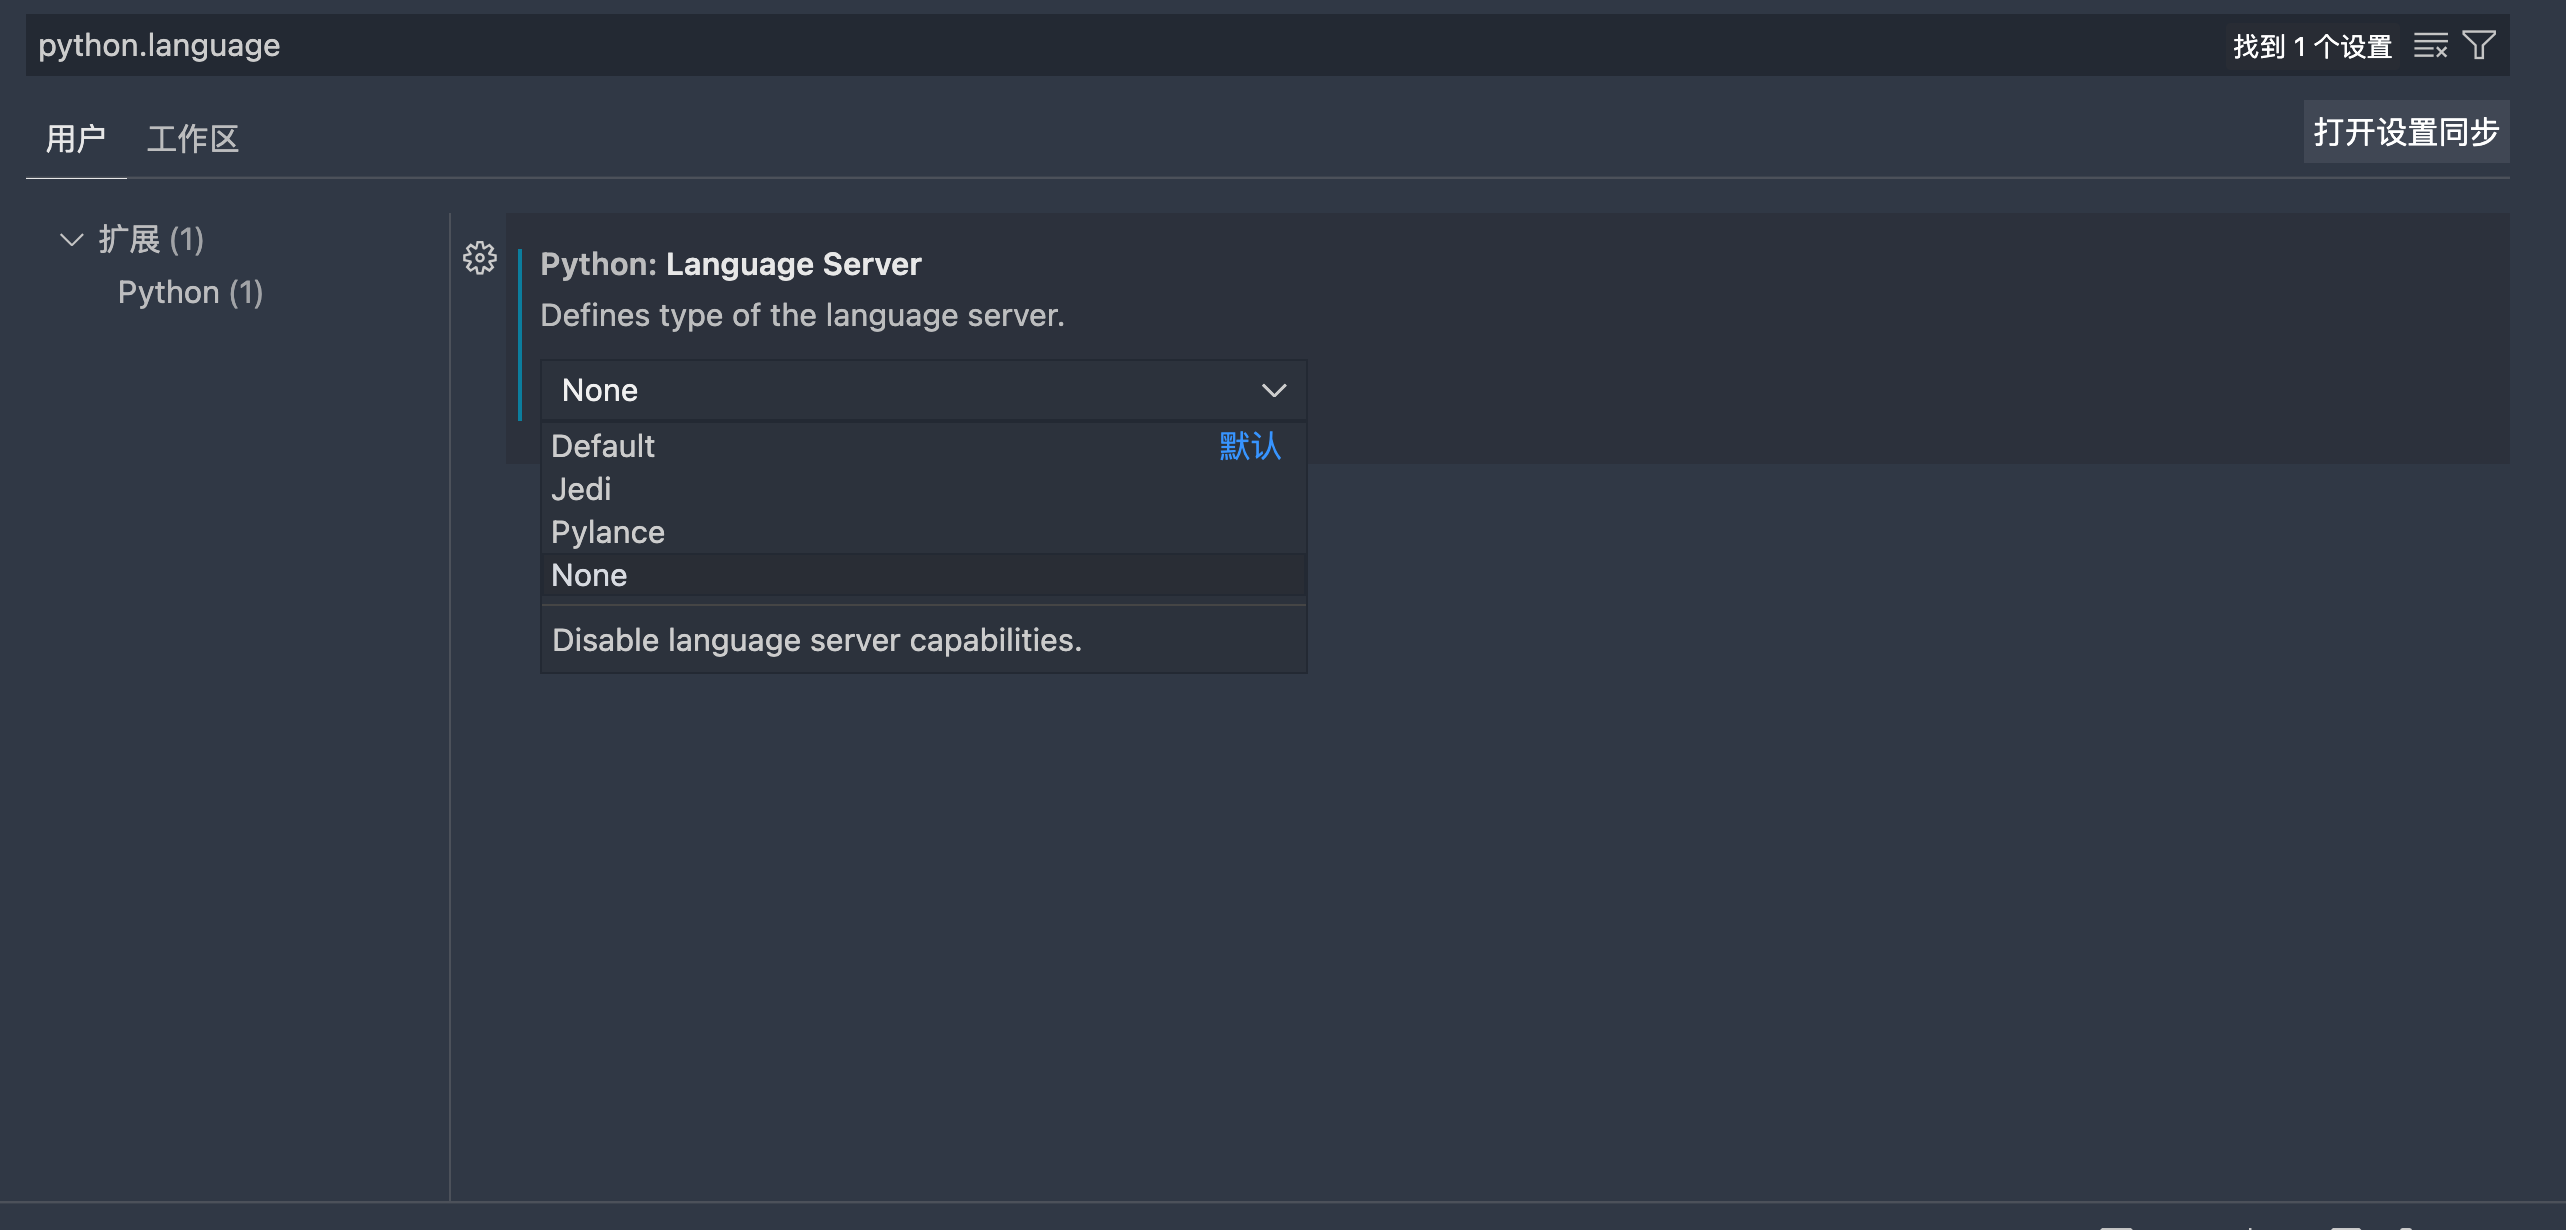 python.language
找到 1 个设置
用户 工作区
打开设置同步
扩展 (1)
Python (1)
Python: Language Server
Defines type of the language server.
None
Default 默认
Jedi
Pylance
None
Disable language server capabilities.